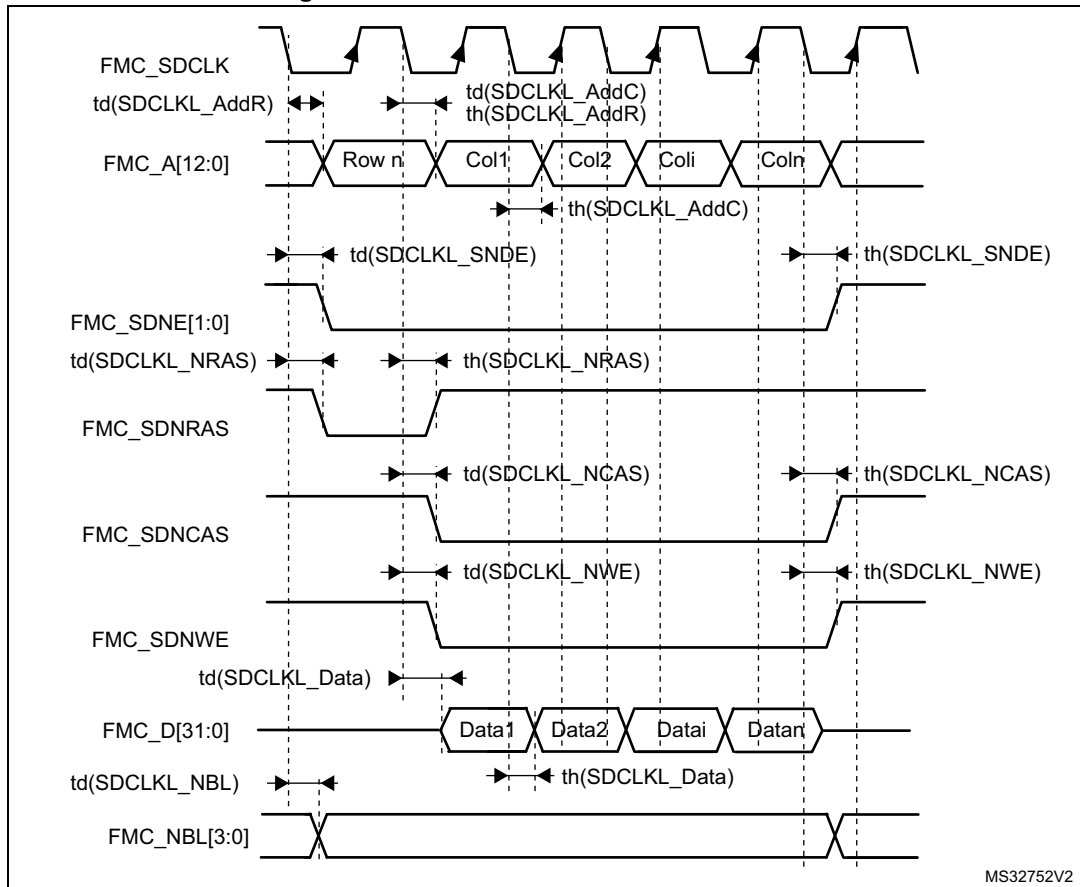 FMC_SDCLK
td(SDCLKL_AddR)
td(SDCLKL_AddC)
th(SDCLKL_AddR)
FMC_A[12:0]
Row n
Col1
Col2
Coli
Coln
th(SDCLKL_AddC)
td(SDCLKL_SNDE)
th(SDCLKL_SNDE)
FMC_SDNE[1:0]
td(SDCLKL_NRAS)
th(SDCLKL_NRAS)
FMC_SDNRAS
td(SDCLKL_NCAS)
th(SDCLKL_NCAS)
FMC_SDNCAS
td(SDCLKL_NWE)
th(SDCLKL_NWE)
FMC_SDNWE
td(SDCLKL_Data)
FMC_D[31:0]
Data1
Data2
Datai
Datan
th(SDCLKL_Data)
td(SDCLKL_NBL)
FMC_NBL[3:0]
MS32752V2